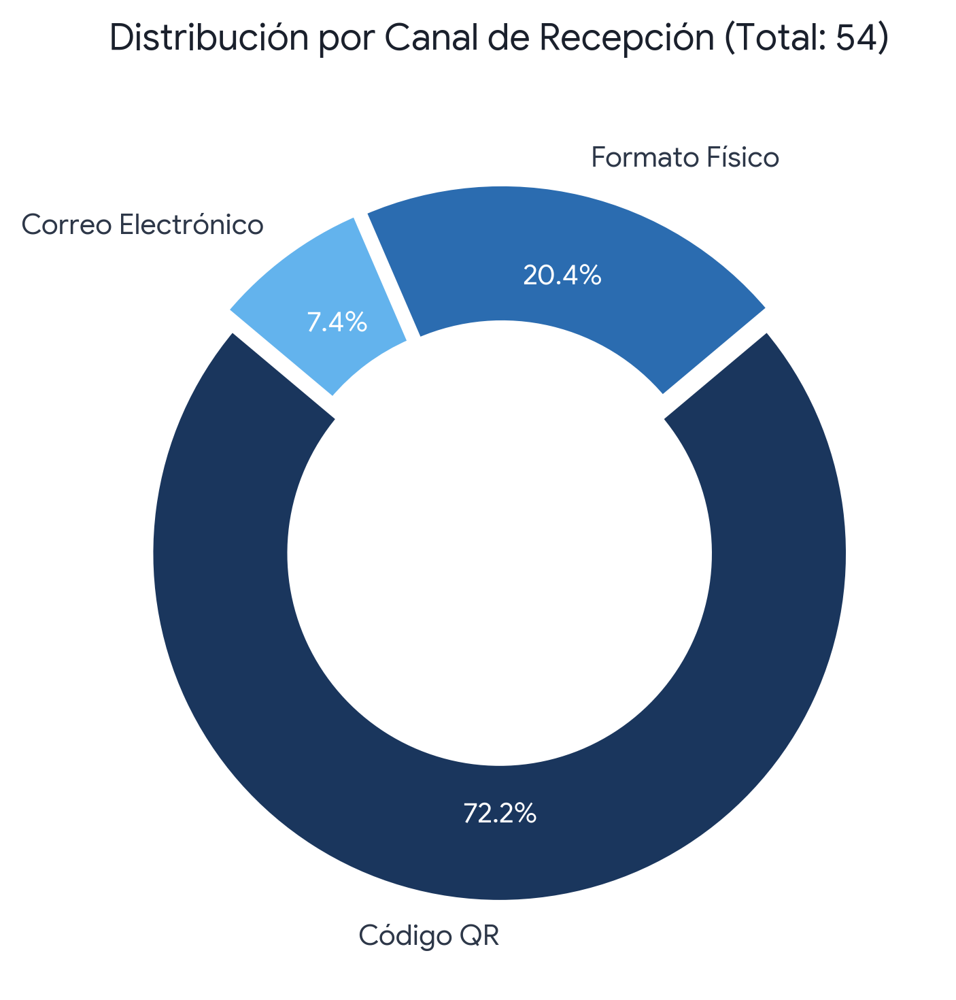 Distribución por Canal de Recepción (Total: 54)
Formato Físico
Correo Electrónico
20.4%
7.4%
72.2%
Código QR